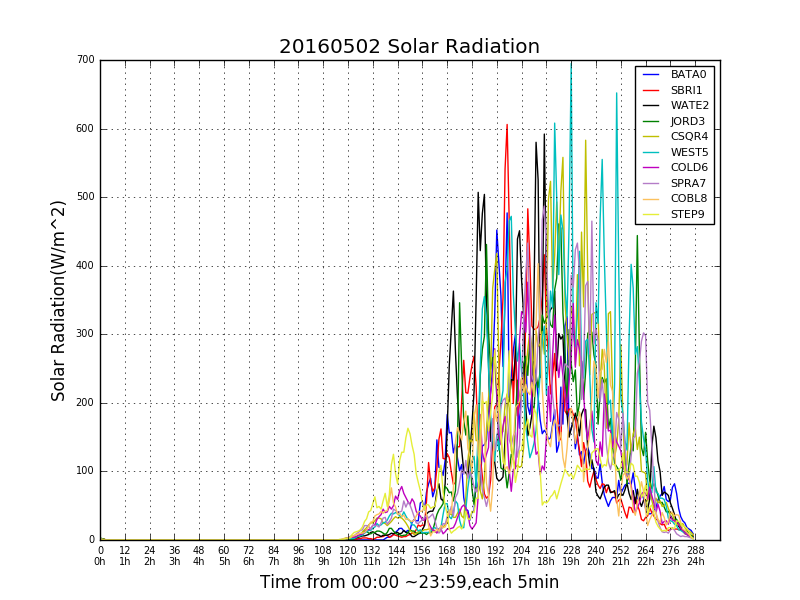 20160502 Solar Radiation
700
600
500
400
300
200
100
0
Solar Radiation(W/m^2)
BATA0
SBRI1
WATE2
JORD3
CSQR4
WEST5
COLD6
SPRA7
COBL8
STEP9
0 12 24 36 48 60 72 84 96 108 120 132 144 156 168 180 192 204 216 228 240 252 264 276 288
0h 1h 2h 3h 4h 5h 6h 7h 8h 9h 10h 11h 12h 13h 14h 15h 16h 17h 18h 19h 20h 21h 22h 23h 24h
Time from 00:00 ~23:59,each 5min